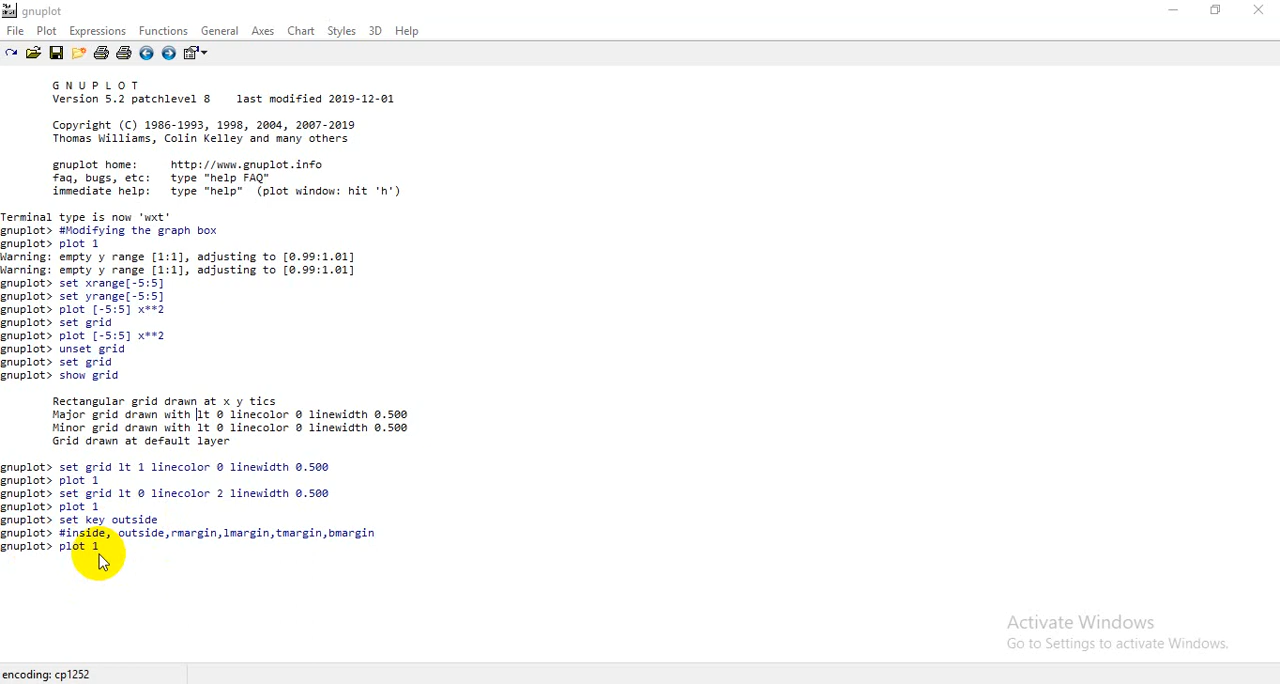 gnuplot
File Plot Expressions Functions General Axes Chart Styles 3D Help
G N U P L O T
Version 5.2 patchlevel 8    last modified 2019-12-01
Copyright (C) 1986-1993, 1998, 2004, 2007-2019
Thomas Williams, Colin Kelley and many others
gnuplot home:     http://www.gnuplot.info
faq, bugs, etc:   type "help FAQ"
immediate help:   type "help"  (plot window: hit 'h')
Terminal type is now 'wxt'
gnuplot> #Modifying the graph box
gnuplot> plot 1
Warning: empty y range [1:1], adjusting to [0.99:1.01]
Warning: empty y range [1:1], adjusting to [0.99:1.01]
gnuplot> set xrange[-5:5]
gnuplot> set yrange[-5:5]
gnuplot> plot [-5:5] x**2
gnuplot> set grid
gnuplot> plot [-5:5] x**2
gnuplot> unset grid
gnuplot> set grid
gnuplot> show grid
Rectangular grid drawn at x y tics
Major grid drawn with lt 0 linecolor 0 linewidth 0.500
Minor grid drawn with lt 0 linecolor 0 linewidth 0.500
Grid drawn at default layer
gnuplot> set grid lt 1 linecolor 0 linewidth 0.500
gnuplot> plot 1
gnuplot> set grid lt 0 linecolor 2 linewidth 0.500
gnuplot> plot 1
gnuplot> set key outside
gnuplot> #inside, outside,rmargin,lmargin,tmargin,bmargin
gnuplot> plot 1
Activate Windows
Go to Settings to activate Windows.
encoding: cp1252